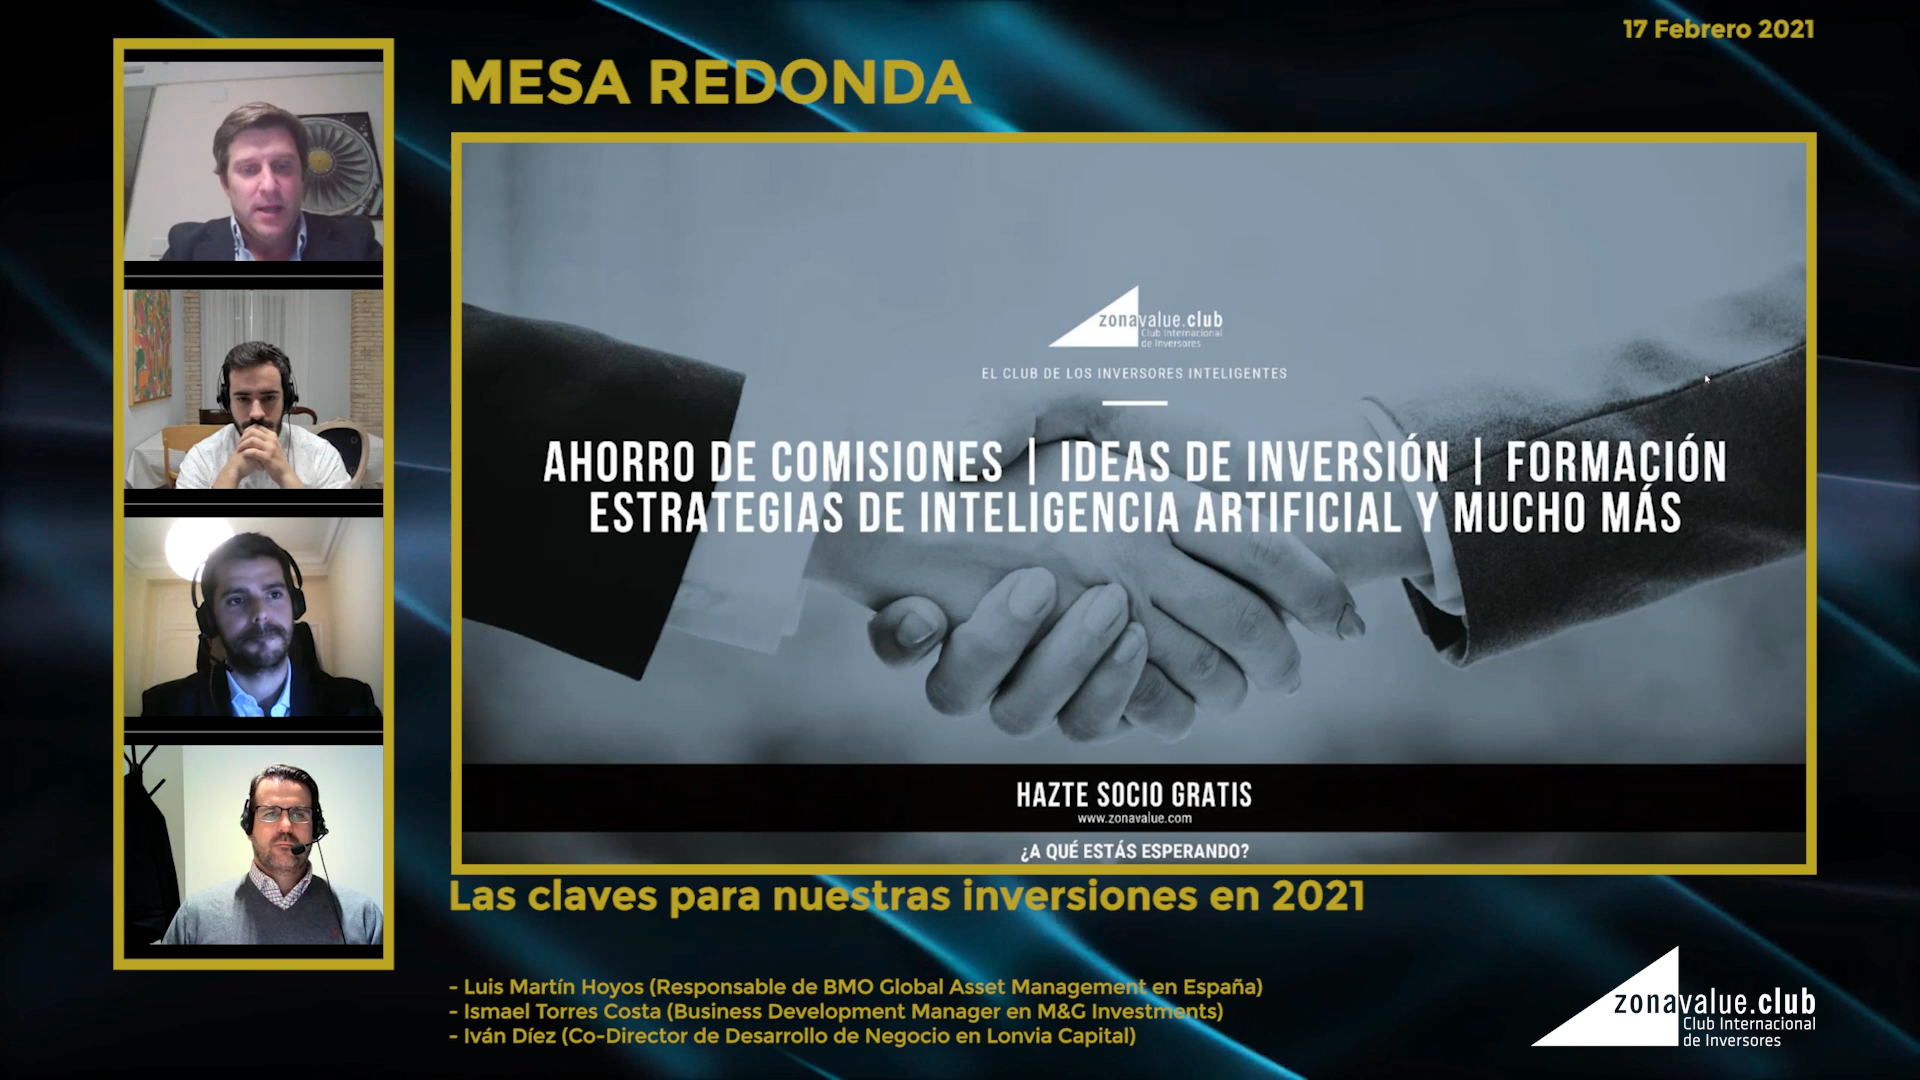 17 Febrero 2021
MESA REDONDA
zonavalue.club
Club Internacional
de Inversores
EL CLUB DE LOS INVERSORES INTELIGENTES
AHORRO DE COMISIONES | IDEAS DE INVERSIÓN | FORMACIÓN
ESTRATEGIAS DE INTELIGENCIA ARTIFICIAL Y MUCHO MÁS
HAZTE SOCIO GRATIS
www.zonavalue.com
¿A QUÉ ESTÁS ESPERANDO?
Las claves para nuestras inversiones en 2021
- Luis Martín Hoyos (Responsable de BMO Global Asset Management en España)
- Ismael Torres Costa (Business Development Manager en M&G Investments)
- Iván Díez (Co-Director de Desarrollo de Negocio en Lonvia Capital)
zonavalue.club
Club Internacional
de Inversores